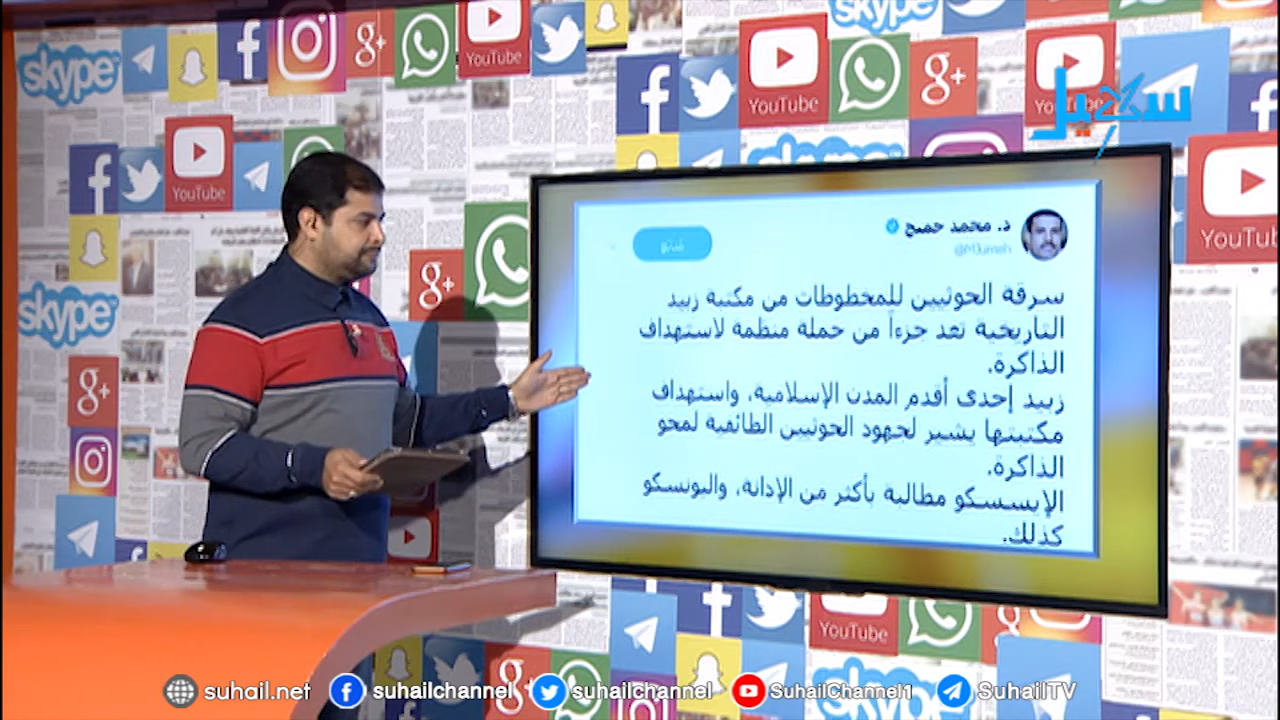 سهيل
skype
YouTube
YouTube
YouTube
YouTube
YouTube
YouTube
skype
skype
د. محمد جميح
@MJumeh
سرقة الحوثيين للمخطوطات من مكتبة زبيد
التاريخية تعد جزءاً من حملة منظمة لاستهداف
الذاكرة.
زبيد إحدى أقدم المدن الإسلامية، واستهداف
مكتبتها يشير لجهود الحوثيين الطائفية لمحو
الذاكرة.
الإيسسكو مطالبة بأكثر من الإدانة، واليونسكو
كذلك.
suhail.net suhailchannel suhailchannel SuhailChannel1 SuhailTV